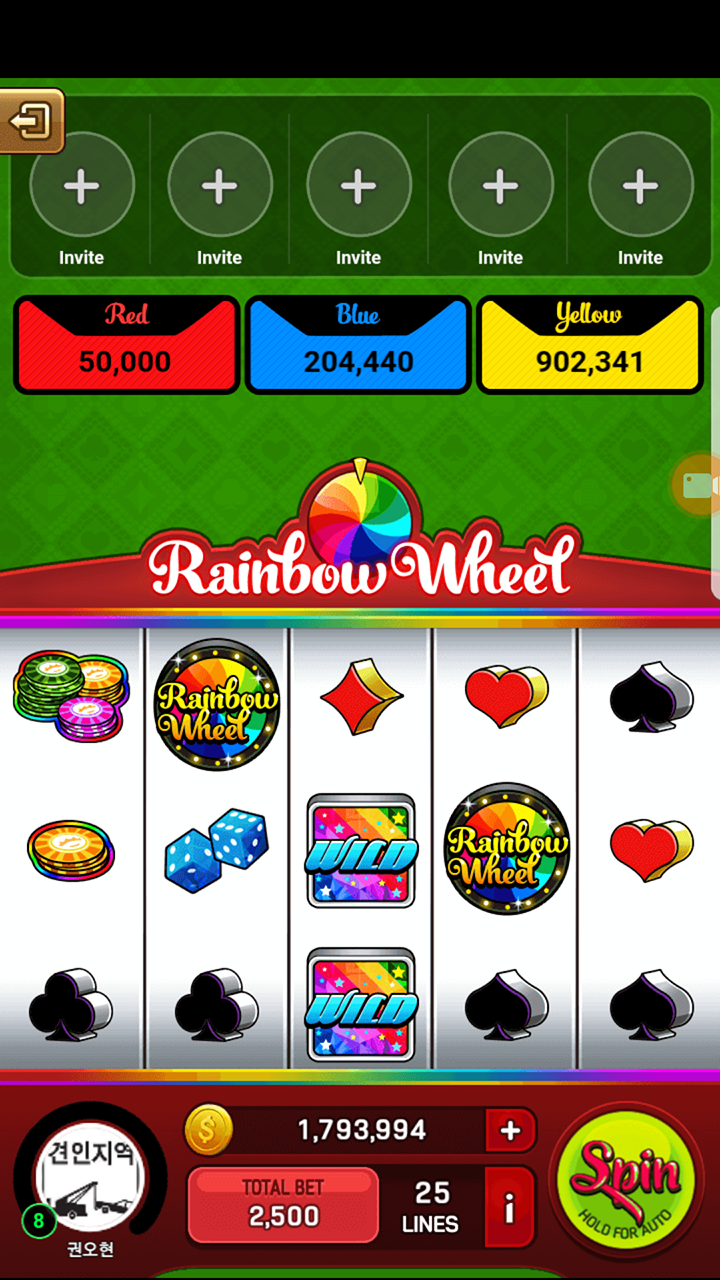 Invite
Invite
Invite
Invite
Invite
Red
Blue
Yellow
50,000
204,440
902,341
Rainbow Wheel
Rainbow
Wheel
WILD
Rainbow
Wheel
WILD
견인지역
8
권오현
$
1,793,994
+
TOTAL BET
2,500
25
LINES
i
Spin
HOLD FOR AUTO